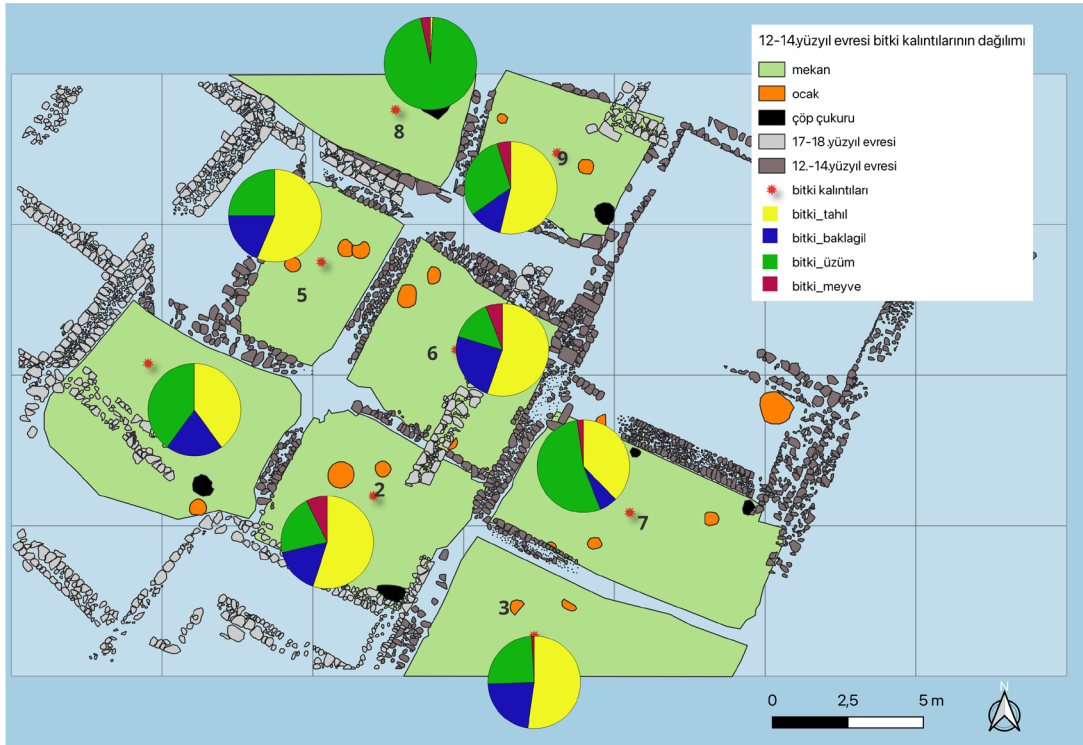 12-14.yüzyıl evresi bitki kalıntılarının dağılımı
mekan
ocak
çöp çukuru
17-18.yüzyıl evresi
12.-14.yüzyıl evresi
bitki kalıntıları
bitki_tahıl
bitki_baklagil
bitki_üzüm
bitki_meyve
8
9
5
6
2
7
3
0 2,5 5 m
N